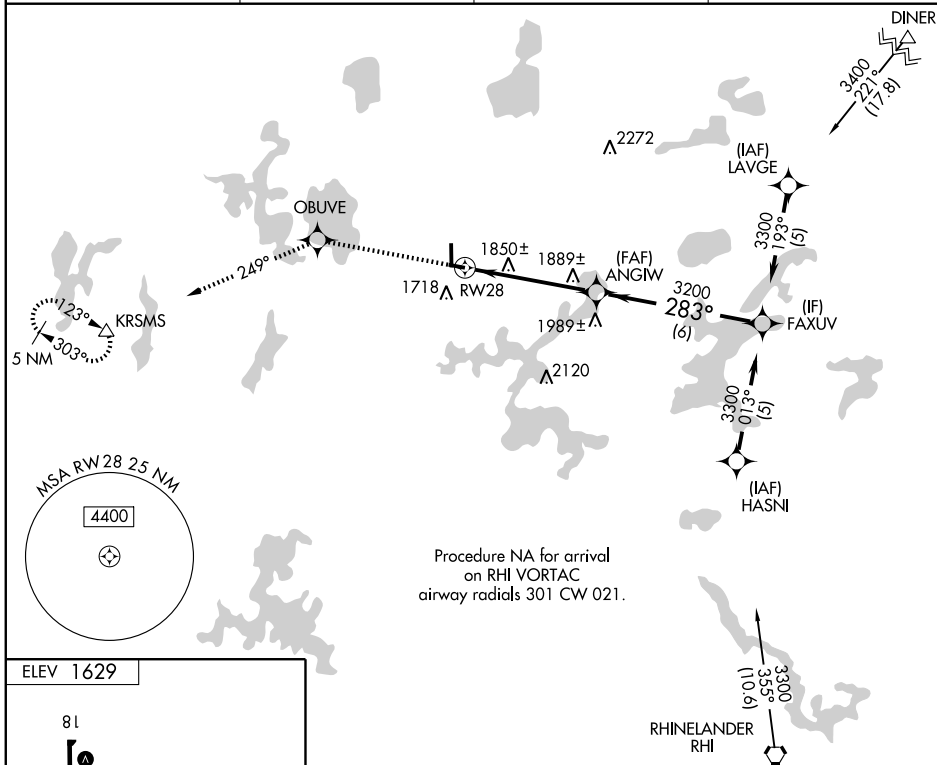 DINER
3400
221°
(17.8)
2272
(IAF)
LAVGE
3300
193°
(5)
OBUVE
249°
1850±
1889±
(FAF)
ANGIW
1718
RW28
3200
283°
(6)
(IF)
FAXUV
1989±
123°
KRSMS
303°
5 NM
2120
3300
013°
(5)
(IAF)
HASNI
MSA RW28 25 NM
4400
Procedure NA for arrival
on RHI VORTAC
airway radials 301 CW 021.
3300
355°
(10.6)
RHINELANDER
RHI
ELEV 1629
18